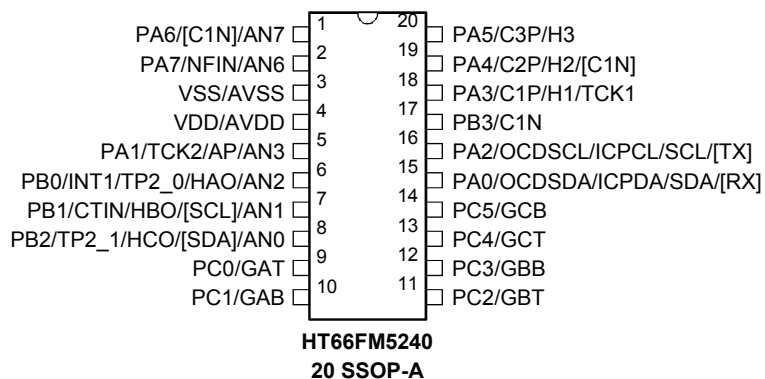 PA6/[C1N]/AN7 1 20 PA5/C3P/H3
PA7/NFIN/AN6 2 19 PA4/C2P/H2/[C1N]
VSS/AVSS 3 18 PA3/C1P/H1/TCK1
VDD/AVDD 4 17 PB3/C1N
PA1/TCK2/AP/AN3 5 16 PA2/OCDSCL/ICPCL/SCL/[TX]
PB0/INT1/TP2_0/HAO/AN2 6 15 PA0/OCDSDA/ICPDA/SDA/[RX]
PB1/CTIN/HBO/[SCL]/AN1 7 14 PC5/GCB
PB2/TP2_1/HCO/[SDA]/AN0 8 13 PC4/GCT
PC0/GAT 9 12 PC3/GBB
PC1/GAB 10 11 PC2/GBT
HT66FM5240
20 SSOP-A